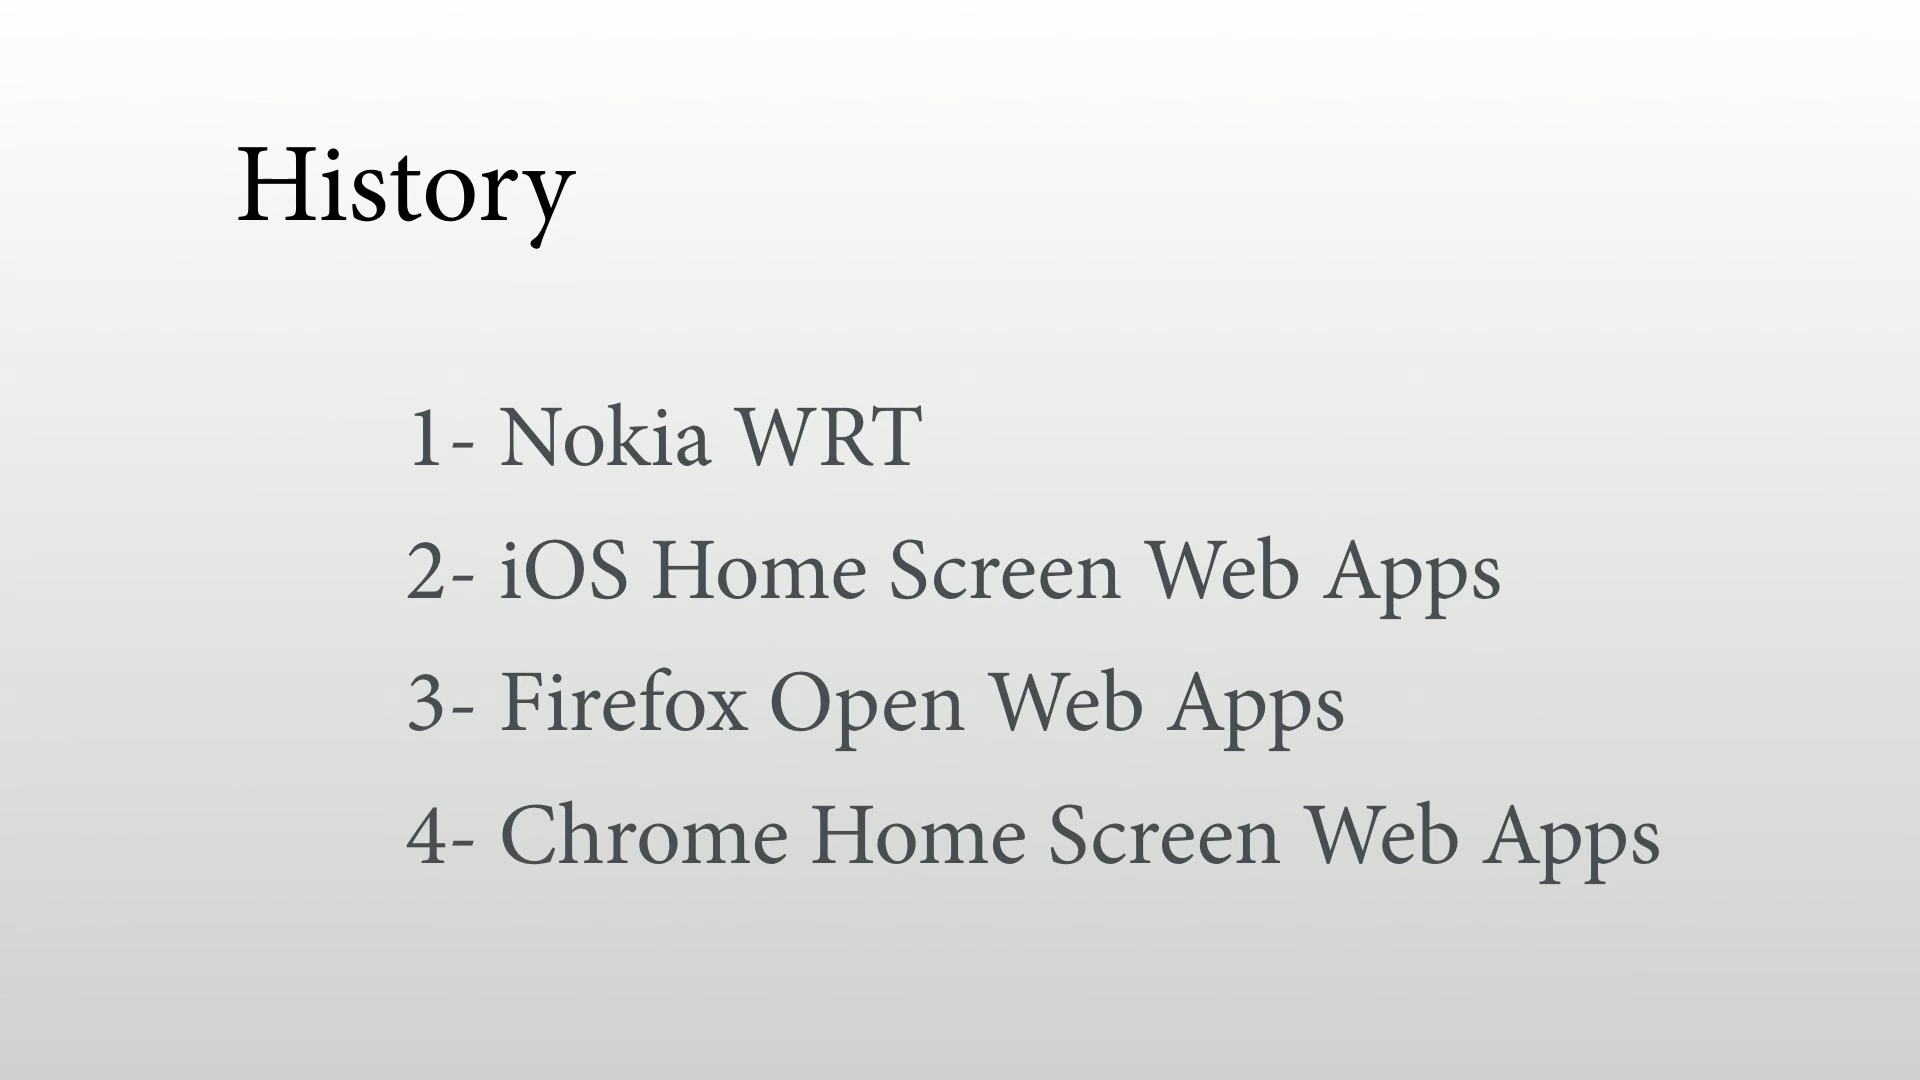 History
1- Nokia WRT
2- iOS Home Screen Web Apps
3- Firefox Open Web Apps
4- Chrome Home Screen Web Apps